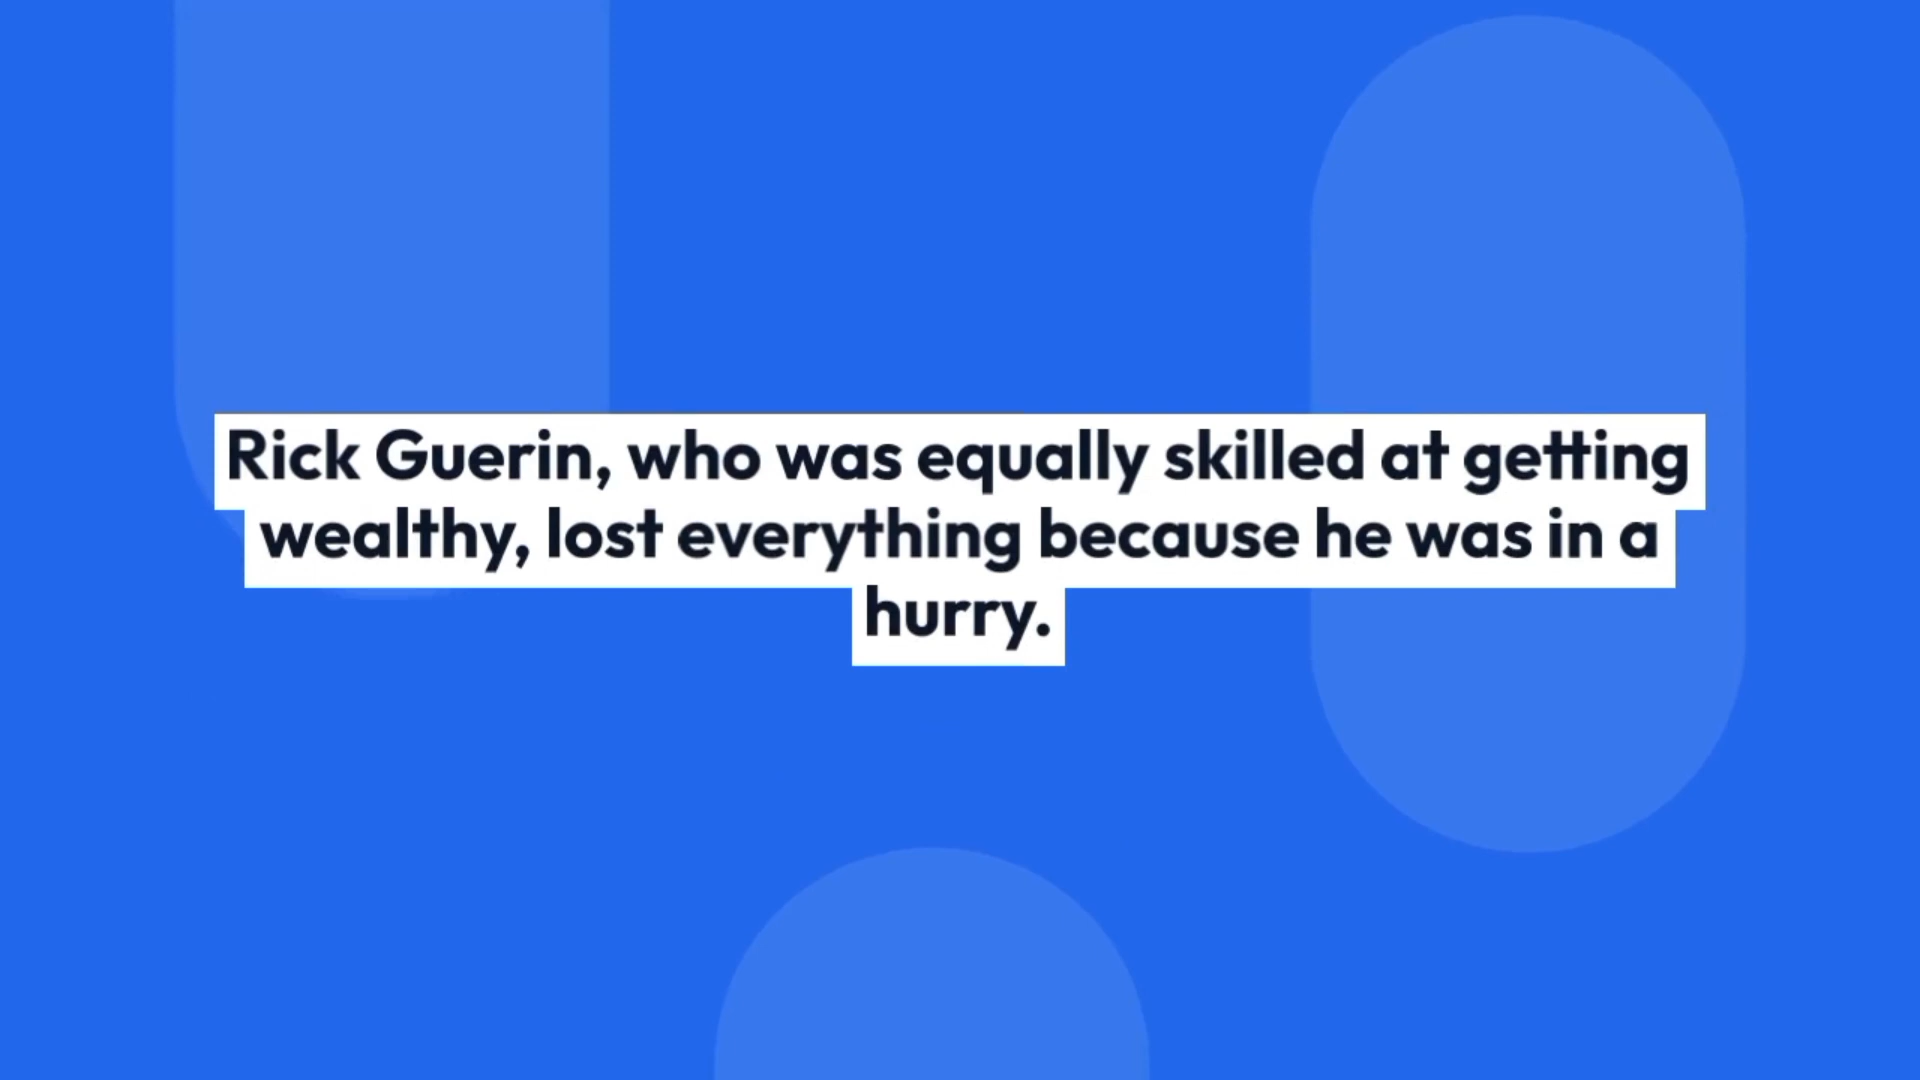 Rick Guerin, who was equally skilled at getting
wealthy, lost everything because he was in a
hurry.